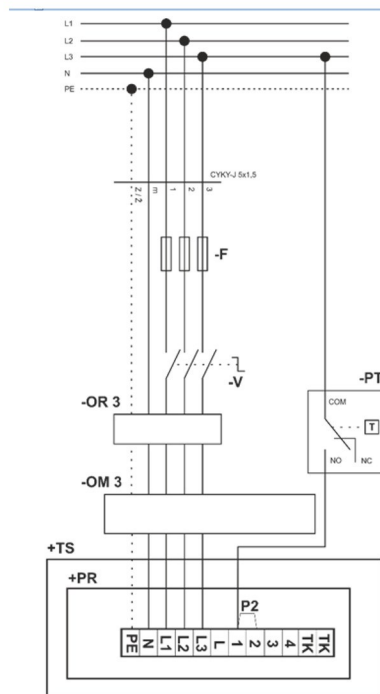 L1
L2
L3
N
PE
CYKY-J 5x1,5
Z / Ž
m
1
2
3
-F
-V
-PT
-OR 3
COM
T
NO
NC
-OM 3
+TS
+PR
P2
PE N L1 L2 L3 L 1 2 3 4 TK TK